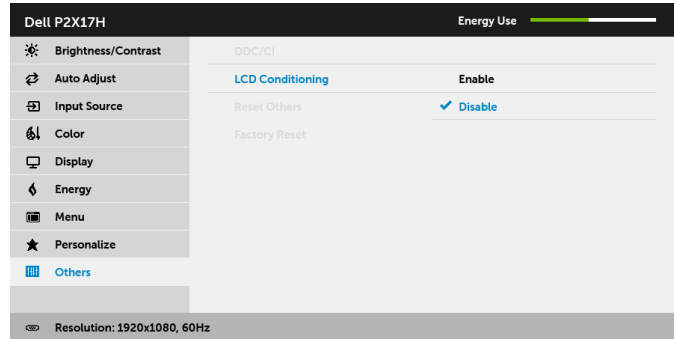 Dell P2X17H
Energy Use
Brightness/Contrast
DDC/CI
Auto Adjust
LCD Conditioning
Enable
Input Source
Reset Others
Disable
Color
Factory Reset
Display
Energy
Menu
Personalize
Others
Resolution: 1920x1080, 60Hz